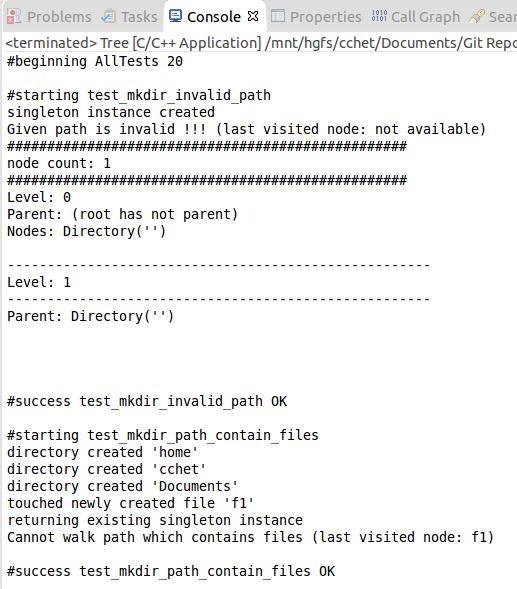 Problems Tasks Console Properties Call Graph
<terminated> Tree [C/C++ Application] /mnt/hgfs/cchet/Documents/Git
#beginning AllTests 20
#starting test_mkdir_invalid_path
singleton instance created
Given path is invalid !!! (last visited node: not available)
##################################################
node count: 1
##################################################
Level: 0
Parent: (root has not parent)
Nodes: Directory('')
-----------------------------------------------------
Level: 1
-----------------------------------------------------
Parent: Directory('')
#success test_mkdir_invalid_path OK
#starting test_mkdir_path_contain_files
directory created 'home'
directory created 'cchet'
directory created 'Documents'
touched newly created file 'f1'
returning existing singleton instance
Cannot walk path which contains files (last visited node: f1)
#success test_mkdir_path_contain_files OK